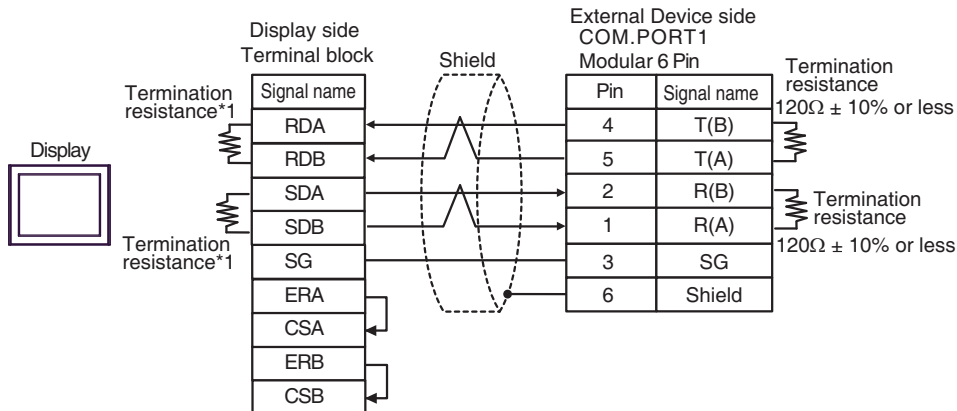 Display side
Terminal block
Shield
External Device side
COM.PORT1
Modular 6 Pin
Termination
resistance
120Ω ± 10% or less
Termination
resistance*1
Signal name
Pin
Signal name
RDA
4
T(B)
RDB
5
T(A)
Display
SDA
2
R(B)
SDB
1
R(A)
Termination
resistance
120Ω ± 10% or less
Termination
resistance*1
SG
3
SG
ERA
6
Shield
CSA
ERB
CSB